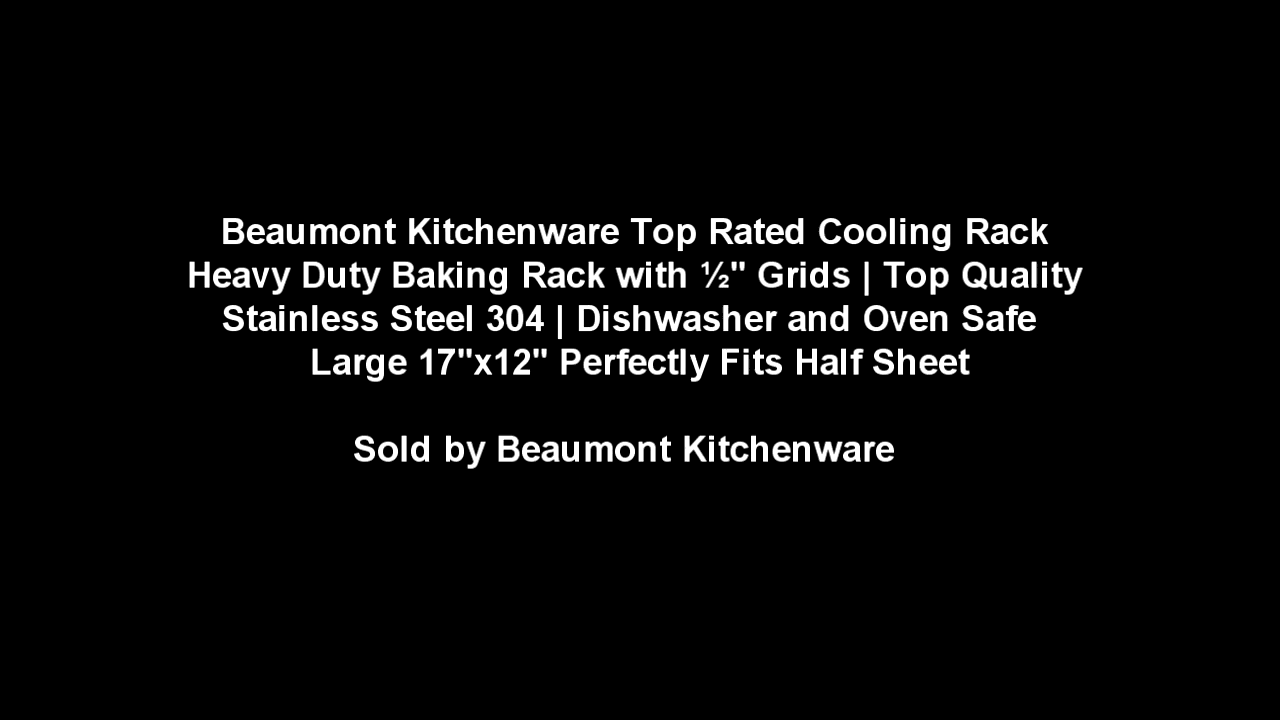 Beaumont Kitchenware Top Rated Cooling Rack
Heavy Duty Baking Rack with ½" Grids | Top Quality
Stainless Steel 304 | Dishwasher and Oven Safe
Large 17"x12" Perfectly Fits Half Sheet
Sold by Beaumont Kitchenware